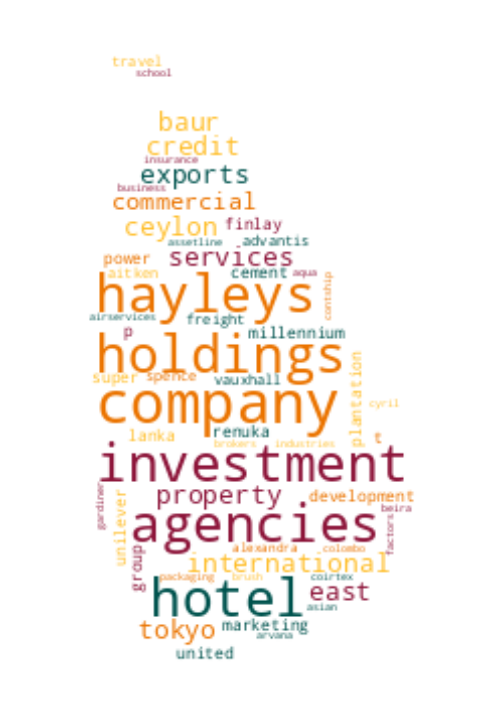 travel
school
baur
credit
insurance
exports
business
commercial
ceylon finlay
assetline advantis
power services
aitken cement aqua
hayleys contship
airservices freight
p millennium
holdings
super spence vauxhall
plantation
company cyril
lanka renuka t
brokers industries
investment
gardiner property development
unilever beira
agencies factors
group alexandra colombo
international
packaging brush coirtex
hotel east
asian
tokyo marketing
arvana
united